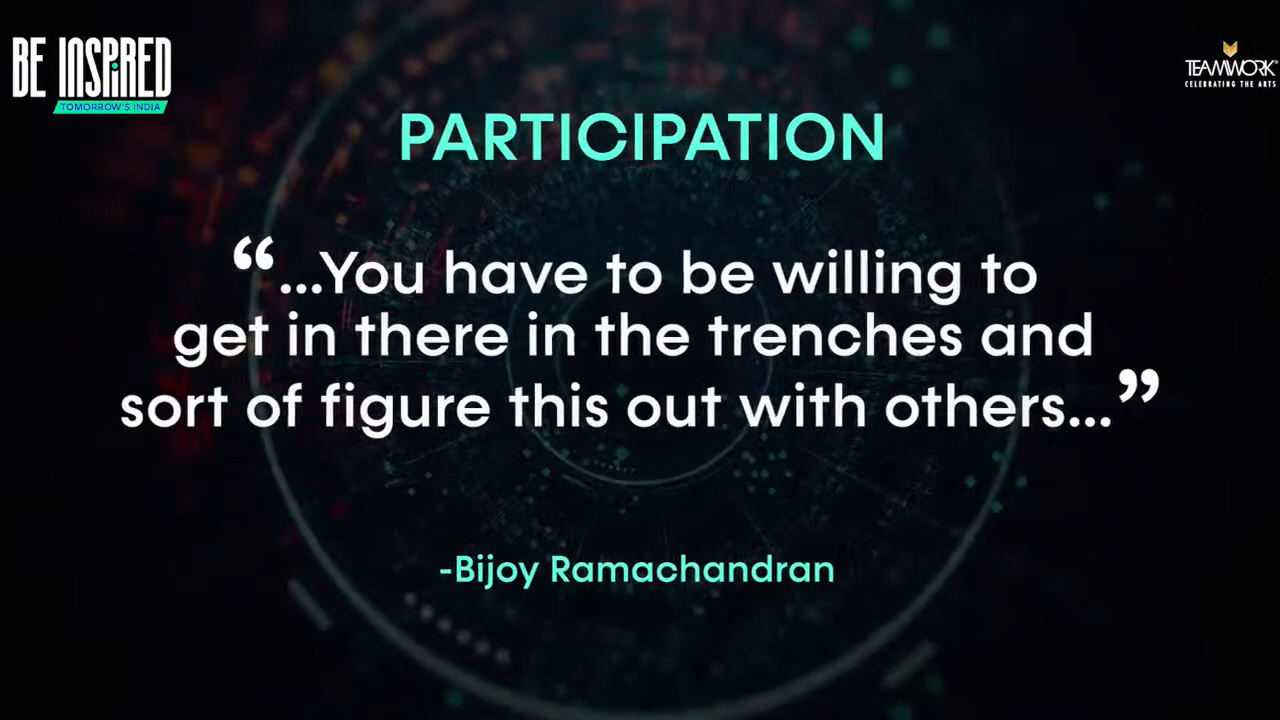 BE INSPIRED
TOMORROW'S INDIA
TEAMWORK®
CELEBRATING THE ARTS
PARTICIPATION
“...You have to be willing to
get in there in the trenches and
sort of figure this out with others...”
-Bijoy Ramachandran